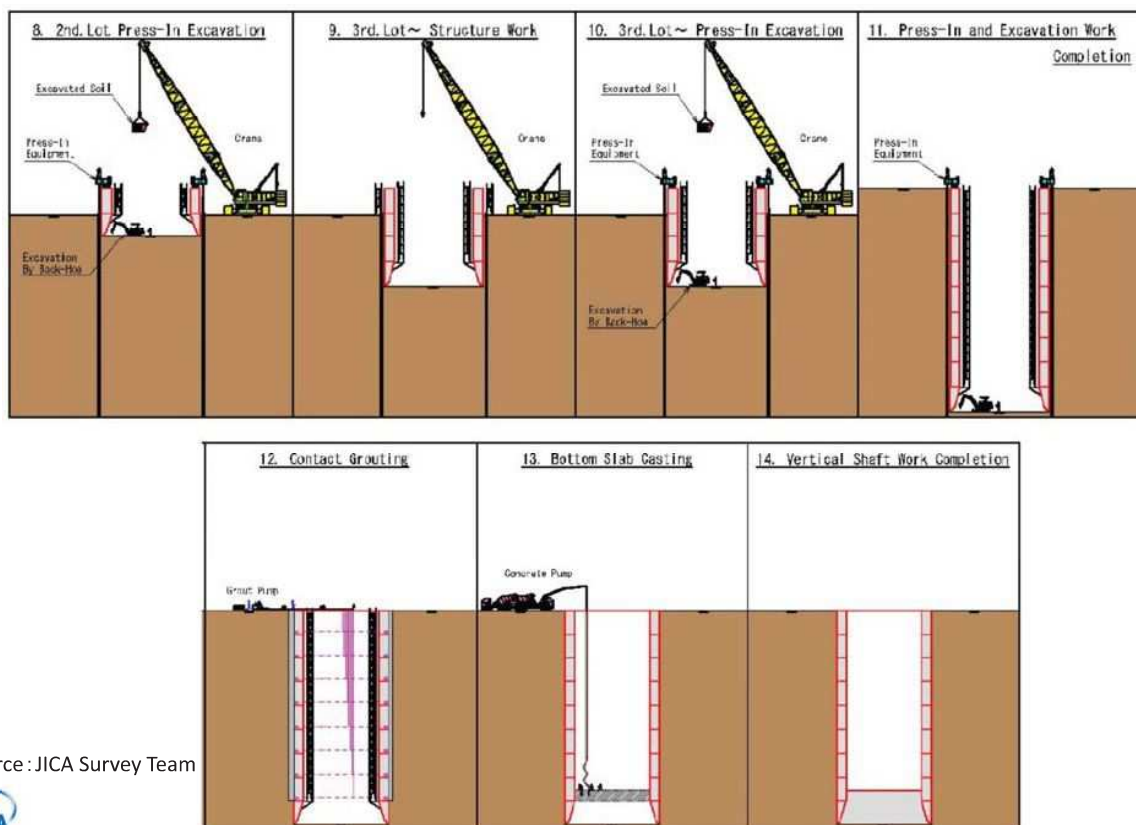 8. 2nd.Lot Press-In Excavation
Excavated Soil
Crane
Press-In
Equipment
Excavation
By Back-Hoe
9. 3rd.Lot~ Structure Work
Crane
10. 3rd.Lot~ Press-In Excavation
Excavated Soil
Crane
Press-In
Equipment
Excavation
By Back-Hoe
11. Press-In and Excavation Work
Completion
Press-In
Equipment
12. Contact Grouting
Grout Pump
13. Bottom Slab Casting
Concrete Pump
14. Vertical Shaft Work Completion
rce : JICA Survey Team